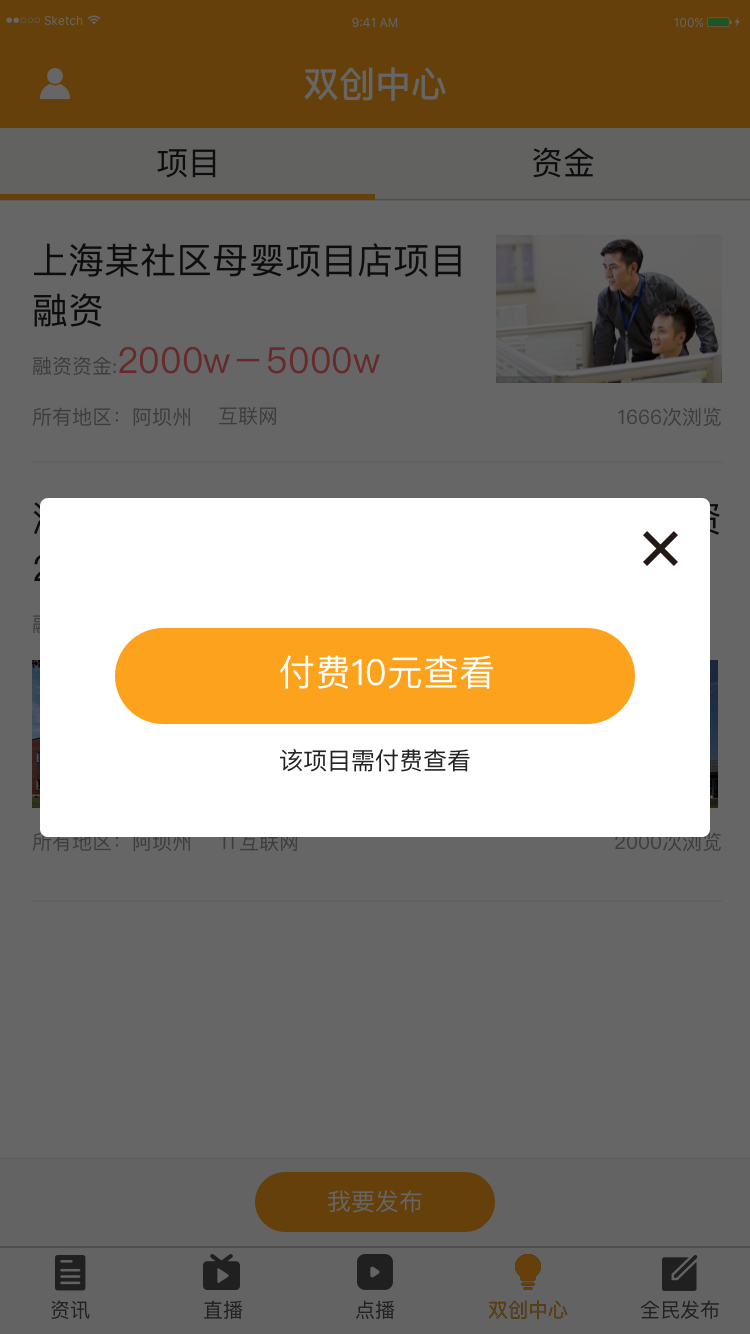 Sketch 9:41 AM 100%
双创中心
项目 资金
上海某社区母婴项目店项目
融资
融资资金:2000w－5000w
所有地区：阿坝州 互联网 1666次浏览
付费10元查看
该项目需付费查看
所有地区：阿坝州 IT互联网 2000次浏览
我要发布
资讯 直播 点播 双创中心 全民发布